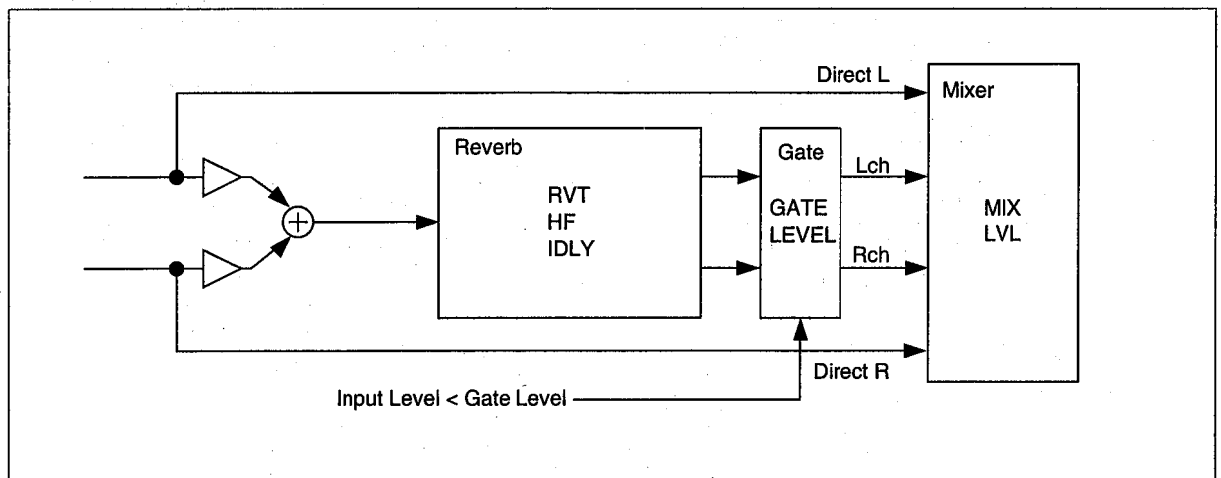 Direct L
Mixer
Reverb
RVT
HF
IDLY
Gate
GATE
LEVEL
Lch
Rch
MIX
LVL
Direct R
Input Level < Gate Level